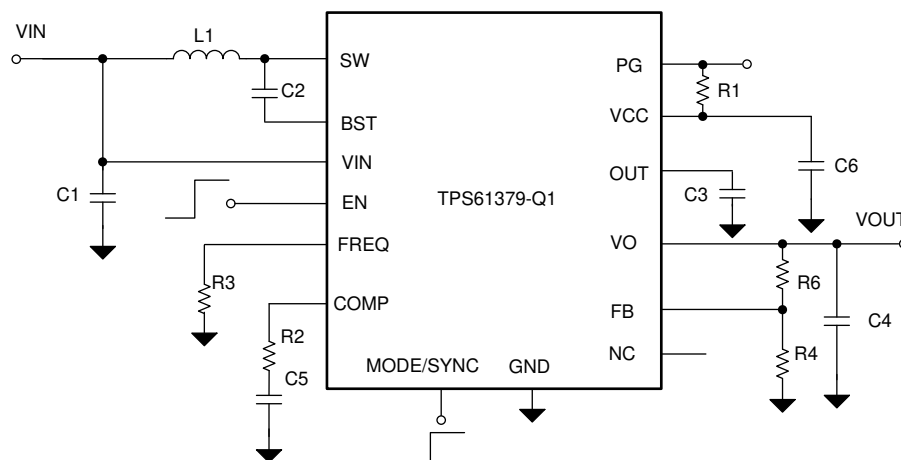 VIN
L1
SW
PG
C2
R1
BST
VCC
VIN
OUT
C6
C1
EN
TPS61379-Q1
C3
VOUT
FREQ
VO
R3
R6
COMP
FB
C4
R2
NC
R4
MODE/SYNC
GND
C5